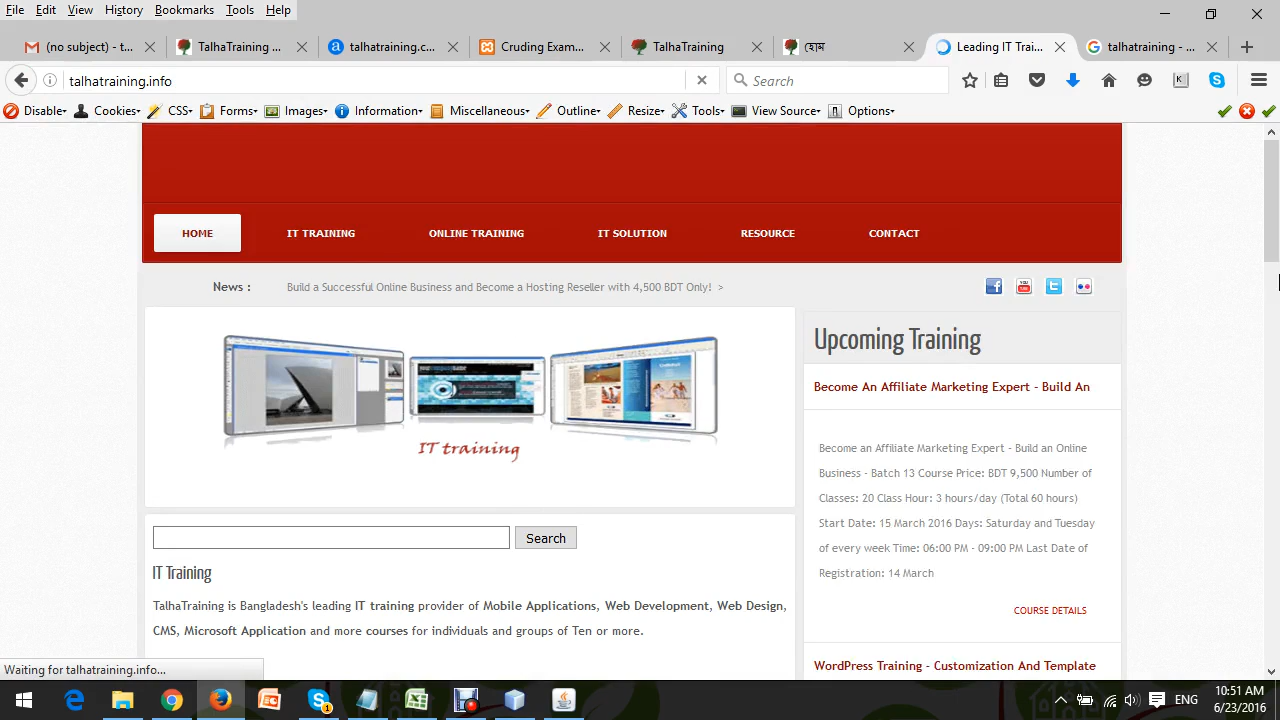 File Edit View History Bookmarks Tools Help
(no subject) - t...
TalhaTraining ...
talhatraining.c...
Cruding Exam...
TalhaTraining
হোম
Leading IT Trai...
talhatraining - ...
talhatraining.info
Search
Disable Cookies CSS Forms Images Information Miscellaneous Outline Resize Tools View Source Options
HOME IT TRAINING ONLINE TRAINING IT SOLUTION RESOURCE CONTACT
News : Build a Successful Online Business and Become a Hosting Reseller with 4,500 BDT Only! >
IT training
Search
IT Training
TalhaTraining is Bangladesh's leading IT training provider of Mobile Applications, Web Development, Web Design,
CMS, Microsoft Application and more courses for individuals and groups of Ten or more.
Upcoming Training
Become An Affiliate Marketing Expert - Build An
Become an Affiliate Marketing Expert - Build an Online
Business - Batch 13 Course Price: BDT 9,500 Number of
Classes: 20 Class Hour: 3 hours/day (Total 60 hours)
Start Date: 15 March 2016 Days: Saturday and Tuesday
of every week Time: 06:00 PM - 09:00 PM Last Date of
Registration: 14 March
COURSE DETAILS
WordPress Training - Customization And Template
Waiting for talhatraining.info...
ENG
10:51 AM
6/23/2016